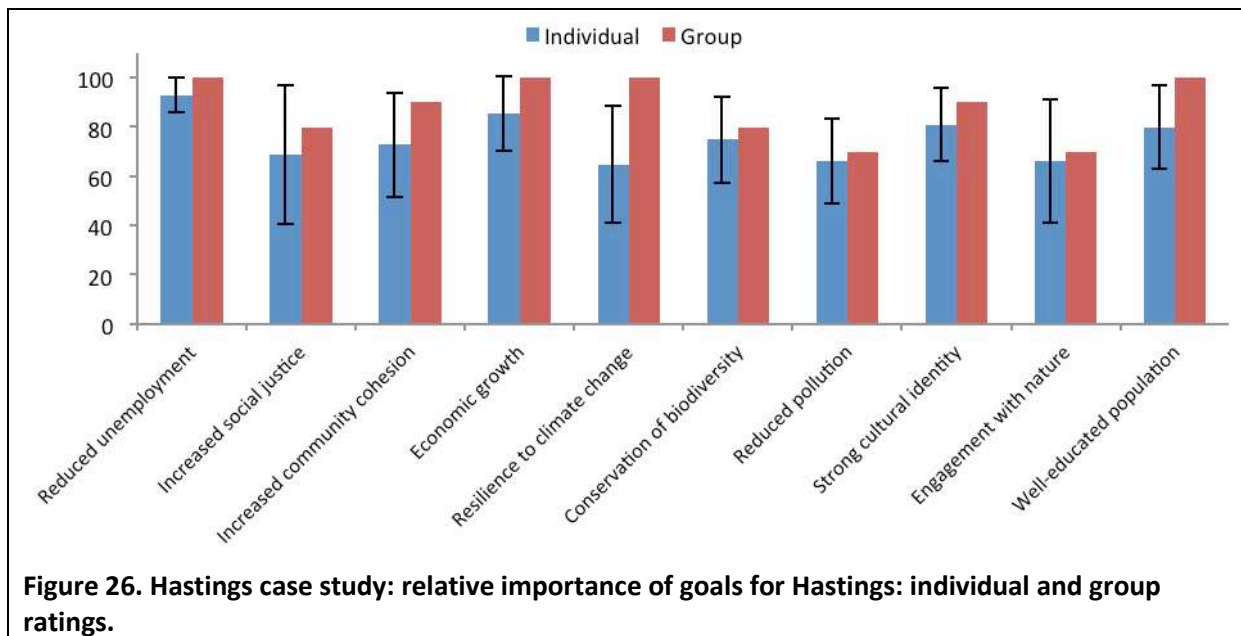 Individual Group
100
80
60
40
20
0
Reduced unemployment
Increased social justice
Increased community cohesion
Economic growth
Resilience to climate change
Conservation of biodiversity
Reduced pollution
Strong cultural identity
Engagement with nature
Well-educated population
Figure 26. Hastings case study: relative importance of goals for Hastings: individual and group
ratings.